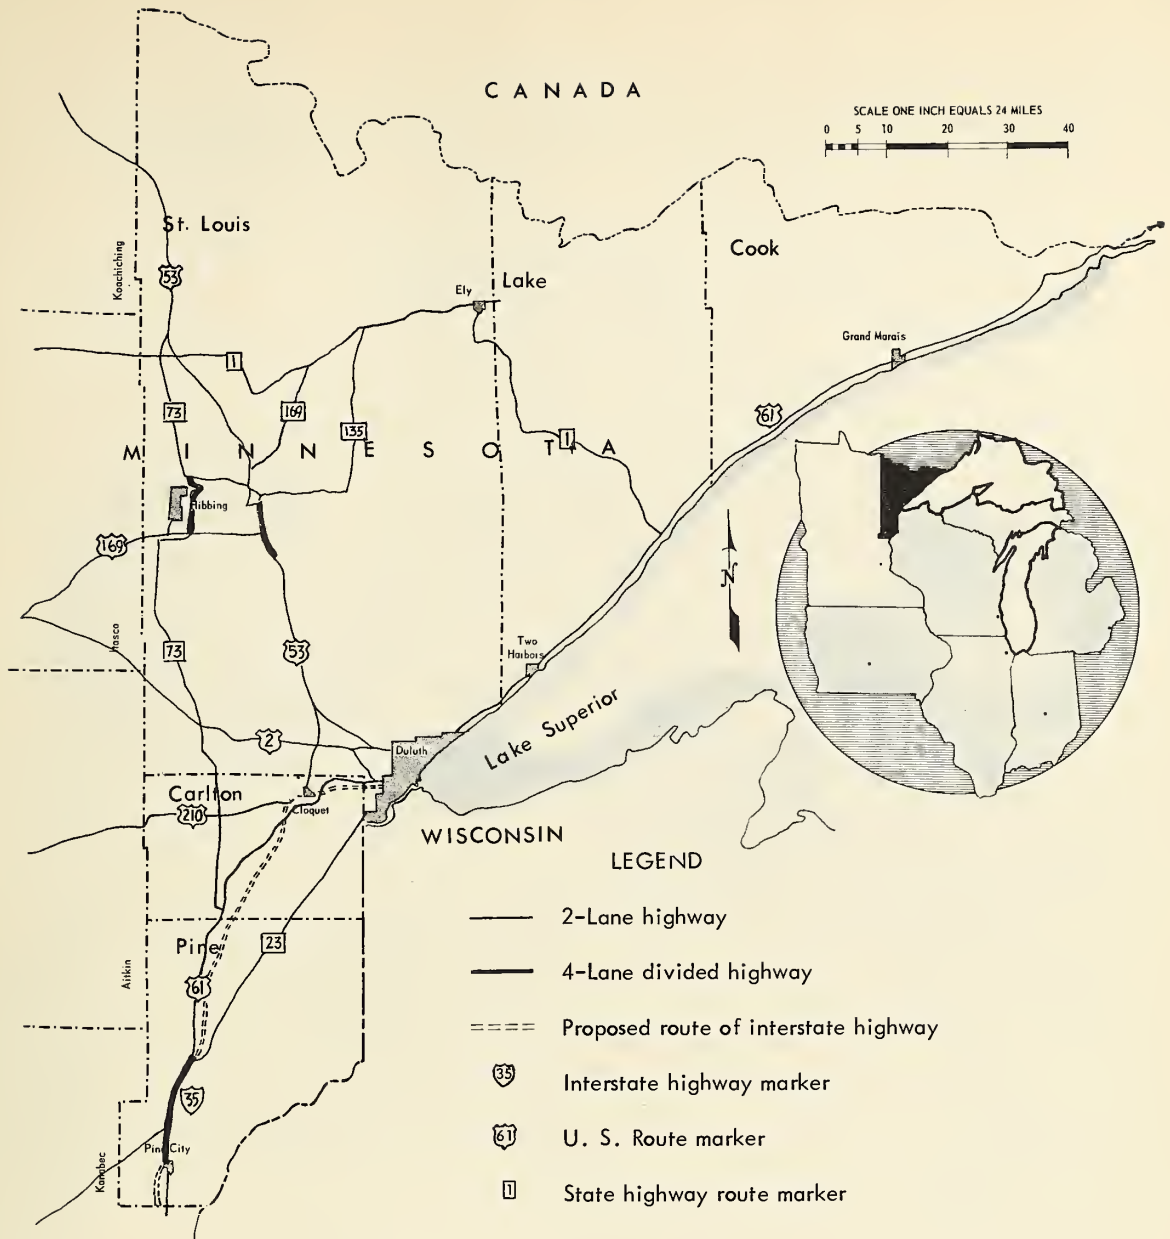 CANADA
SCALE ONE INCH EQUALS 24 MILES
0 5 10 20 30 40
St. Louis
Cook
Koochiching
53
Lake
Ely
Grand Marais
1
73
169
135
61
MINNESOTA
1
Hibbing
169
N
Itasca
73
53
Two
Harbors
Lake Superior
2
Duluth
Carlton
210
Cloquet
WISCONSIN
LEGEND
2-Lane highway
Pine
23
4-Lane divided highway
Aitkin
61
Proposed route of interstate highway
35
Interstate highway marker
35
61
U. S. Route marker
Pine City
Kanabec
1
State highway route marker